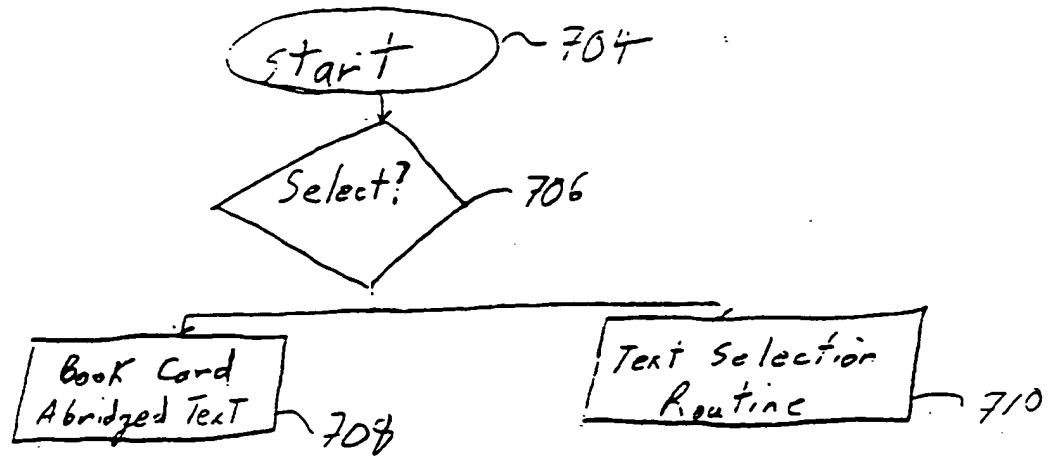 Start
704
Select?
706
Book Card
Abridged Text
708
Text Selection
Routine
710